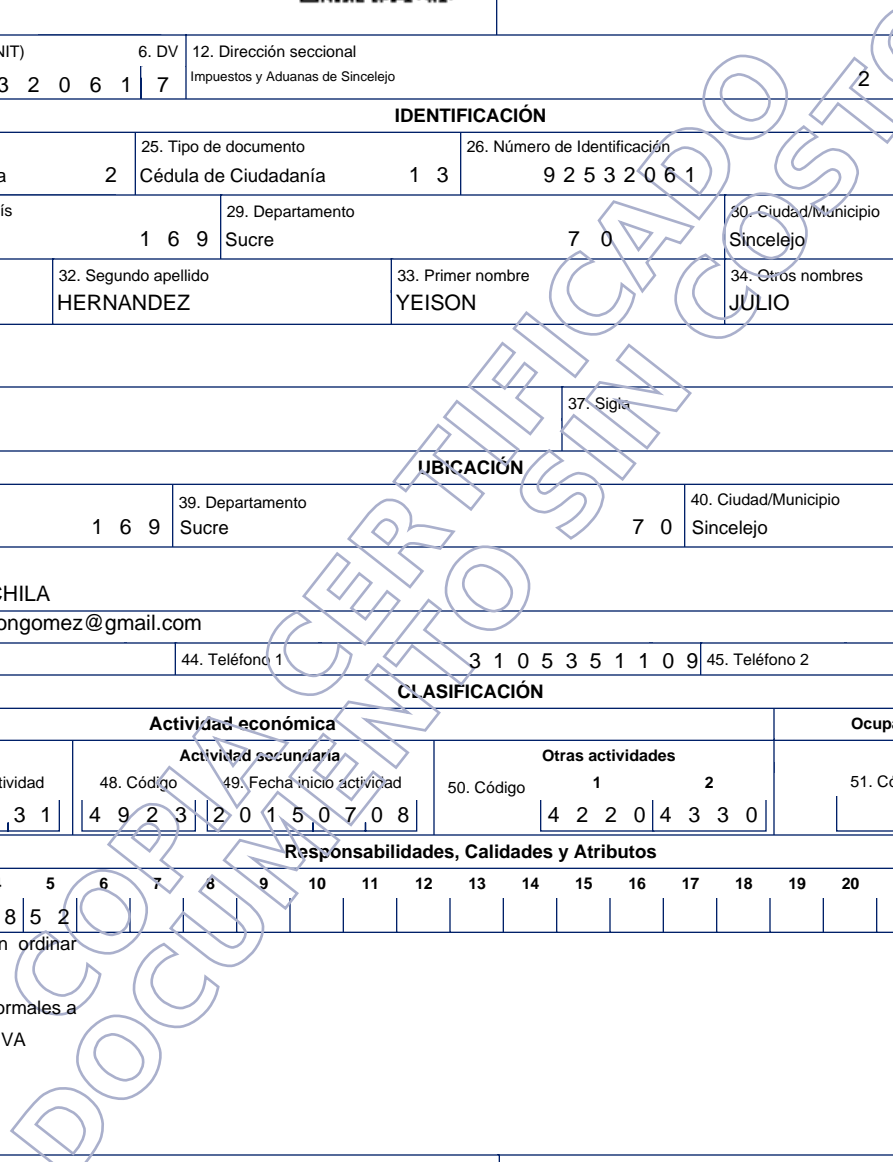 NIT) 6. DV 12. Dirección seccional
3 2 0 6 1 7 Impuestos y Aduanas de Sincelejo 2
IDENTIFICACIÓN
25. Tipo de documento 26. Número de Identificación
a 2 Cédula de Ciudadanía 1 3 9 2 5 3 2 0 6 1
ís 29. Departamento 30. Ciudad/Municipio
1 6 9 Sucre 7 0 Sincelejo
32. Segundo apellido 33. Primer nombre 34. Otros nombres
HERNANDEZ YEISON JULIO
37. Sigla
UBICACIÓN
39. Departamento 40. Ciudad/Municipio
1 6 9 Sucre 7 0 Sincelejo
CHILA
ongomez@gmail.com
44. Teléfono 1 3 1 0 5 3 5 1 1 0 9 45. Teléfono 2
CLASIFICACIÓN
Actividad económica Ocupa
Actividad secundaria Otras actividades
tividad 48. Código 49. Fecha inicio actividad 50. Código 1 2 51. Có
3 1 4 9 2 3 2 0 1 5 0 7 0 8 4 2 2 0 4 3 3 0
Responsabilidades, Calidades y Atributos
5 6 7 8 9 10 11 12 13 14 15 16 17 18 19 20
8 5 2
n ordinar
ormales a
VA
COPIA CERTIFICADO
DOCUMENTO SIN COSTO